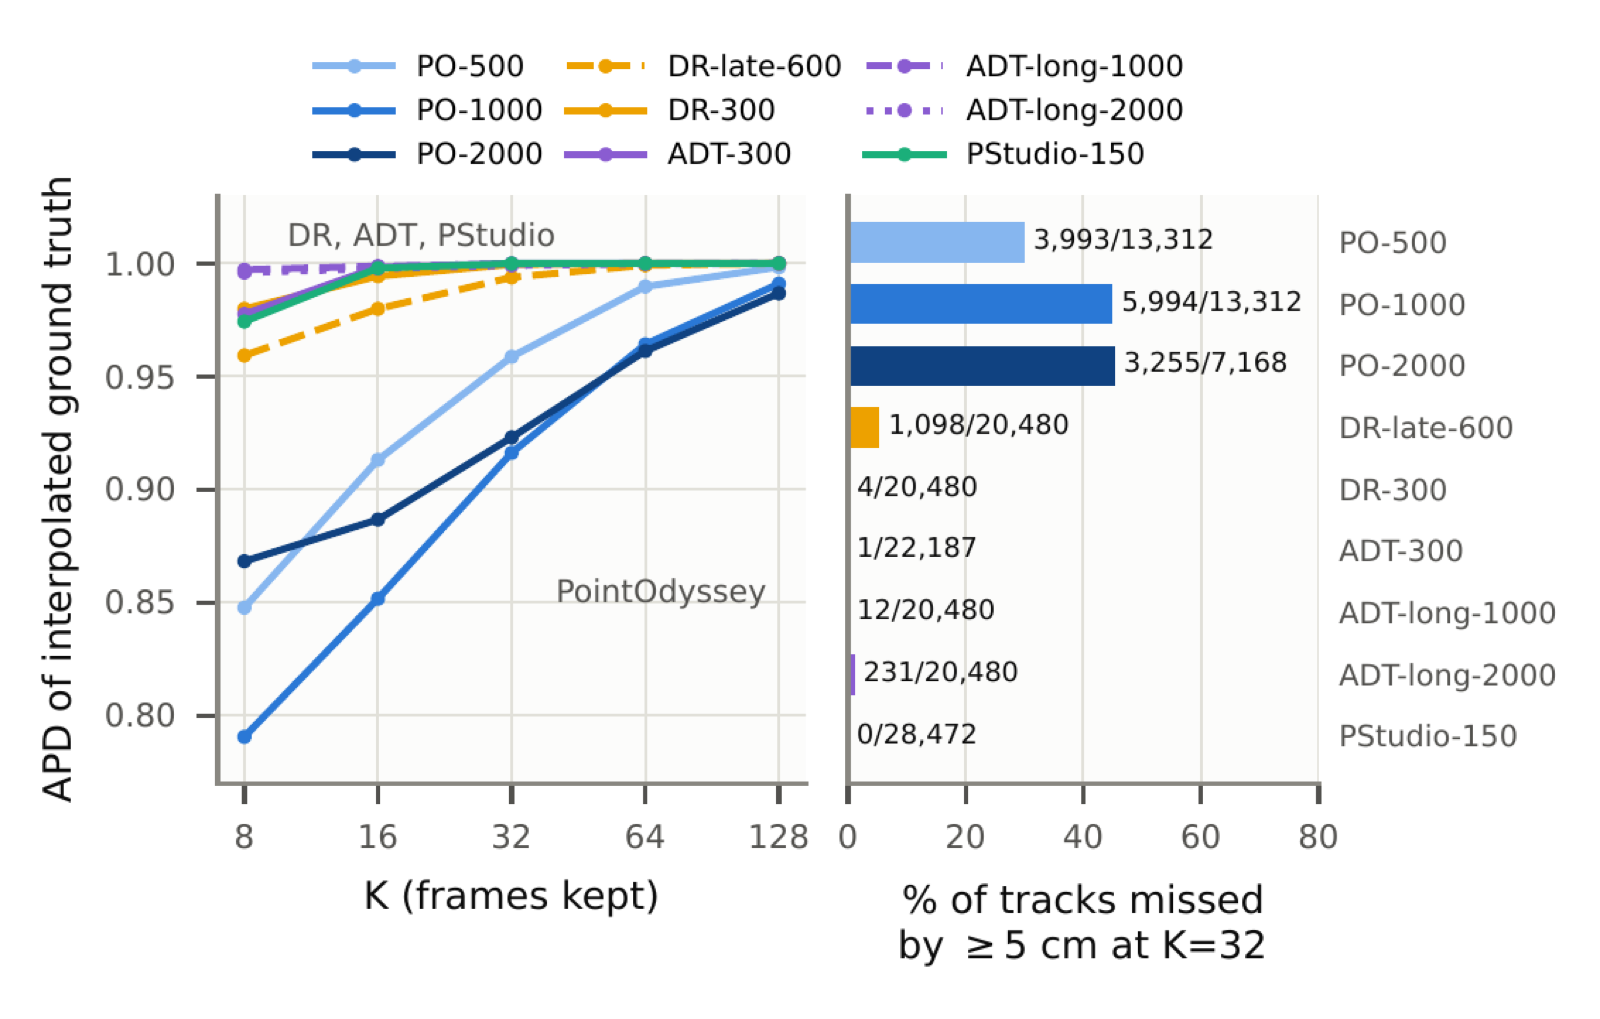 PO-500
DR-late-600
ADT-long-1000
PO-1000
DR-300
ADT-long-2000
PO-2000
ADT-300
PStudio-150
APD of interpolated ground truth
1.00
0.95
0.90
0.85
0.80
DR, ADT, PStudio
PointOdyssey
8
16
32
64
128
K (frames kept)
3,993/13,312
PO-500
5,994/13,312
PO-1000
3,255/7,168
PO-2000
1,098/20,480
DR-late-600
4/20,480
DR-300
1/22,187
ADT-300
12/20,480
ADT-long-1000
231/20,480
ADT-long-2000
0/28,472
PStudio-150
0
20
40
60
80
% of tracks missed
by ≥5 cm at K=32